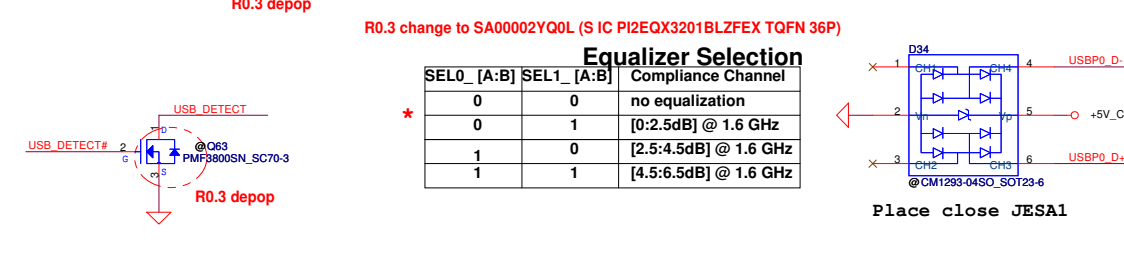 R0.3 depop
R0.3 change to SA00002YQ0L (S IC PI2EQX3201BLZFEX TQFN 36P)
Equalizer Selection
SEL0_ [A:B] SEL1_ [A:B] Compliance Channel
0 0 no equalization
* 0 1 [0:2.5dB] @ 1.6 GHz
1 0 [2.5:4.5dB] @ 1.6 GHz
1 1 [4.5:6.5dB] @ 1.6 GHz
USB_DETECT
1 D
USB_DETECT# 2 G
@Q63
PMF3800SN_SC70-3
3 S
R0.3 depop
D34
1 CH1 CH4 4 USBP0_D-
2 Vn Vp 5 +5V_C
3 CH2 CH3 6 USBP0_D+
@CM1293-04SO_SOT23-6
Place close JESA1